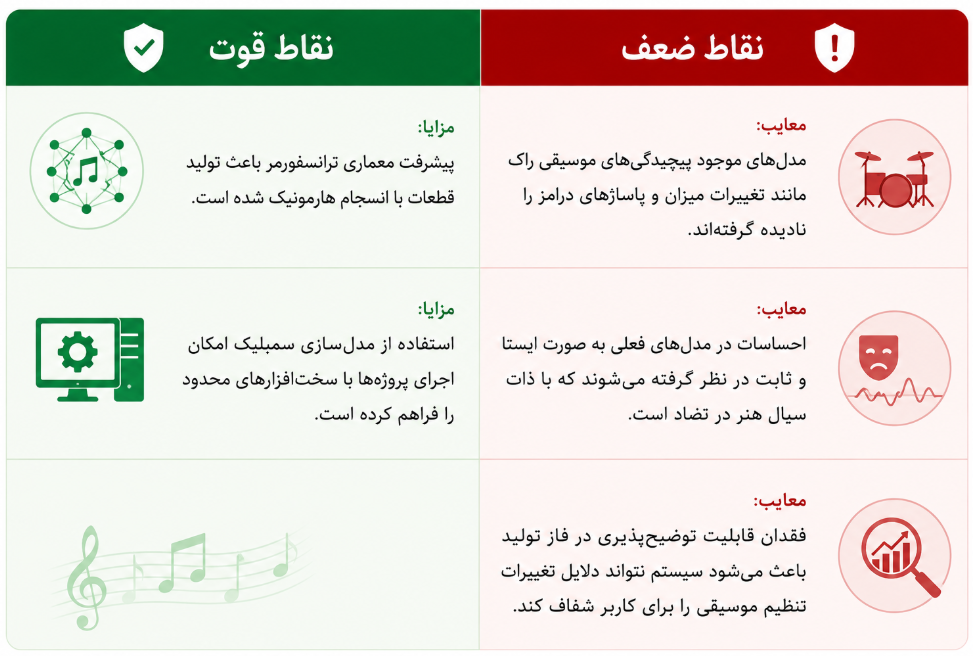 نقاط ضعف
معایب:
مدل‌های موجود پیچیدگی‌های موسیقی راک
مانند تغییرات میزان و پاساژهای درامز را
نادیده گرفته‌اند.
معایب:
احساسات در مدل‌های فعلی به صورت ایستا
و ثابت در نظر گرفته می‌شوند که با ذات
سیال هنر در تضاد است.
معایب:
فقدان قابلیت توضیح‌پذیری در فاز تولید
باعث می‌شود سیستم نتواند دلایل تغییرات
تنظیم موسیقی را برای کاربر شفاف کند.
نقاط قوت
مزایا:
پیشرفت معماری ترانسفورمر باعث تولید
قطعات با انسجام هارمونیک شده است.
مزایا:
استفاده از مدل‌سازی سمبلیک امکان
اجرای پروژه‌ها با سخت‌افزارهای محدود
را فراهم کرده است.